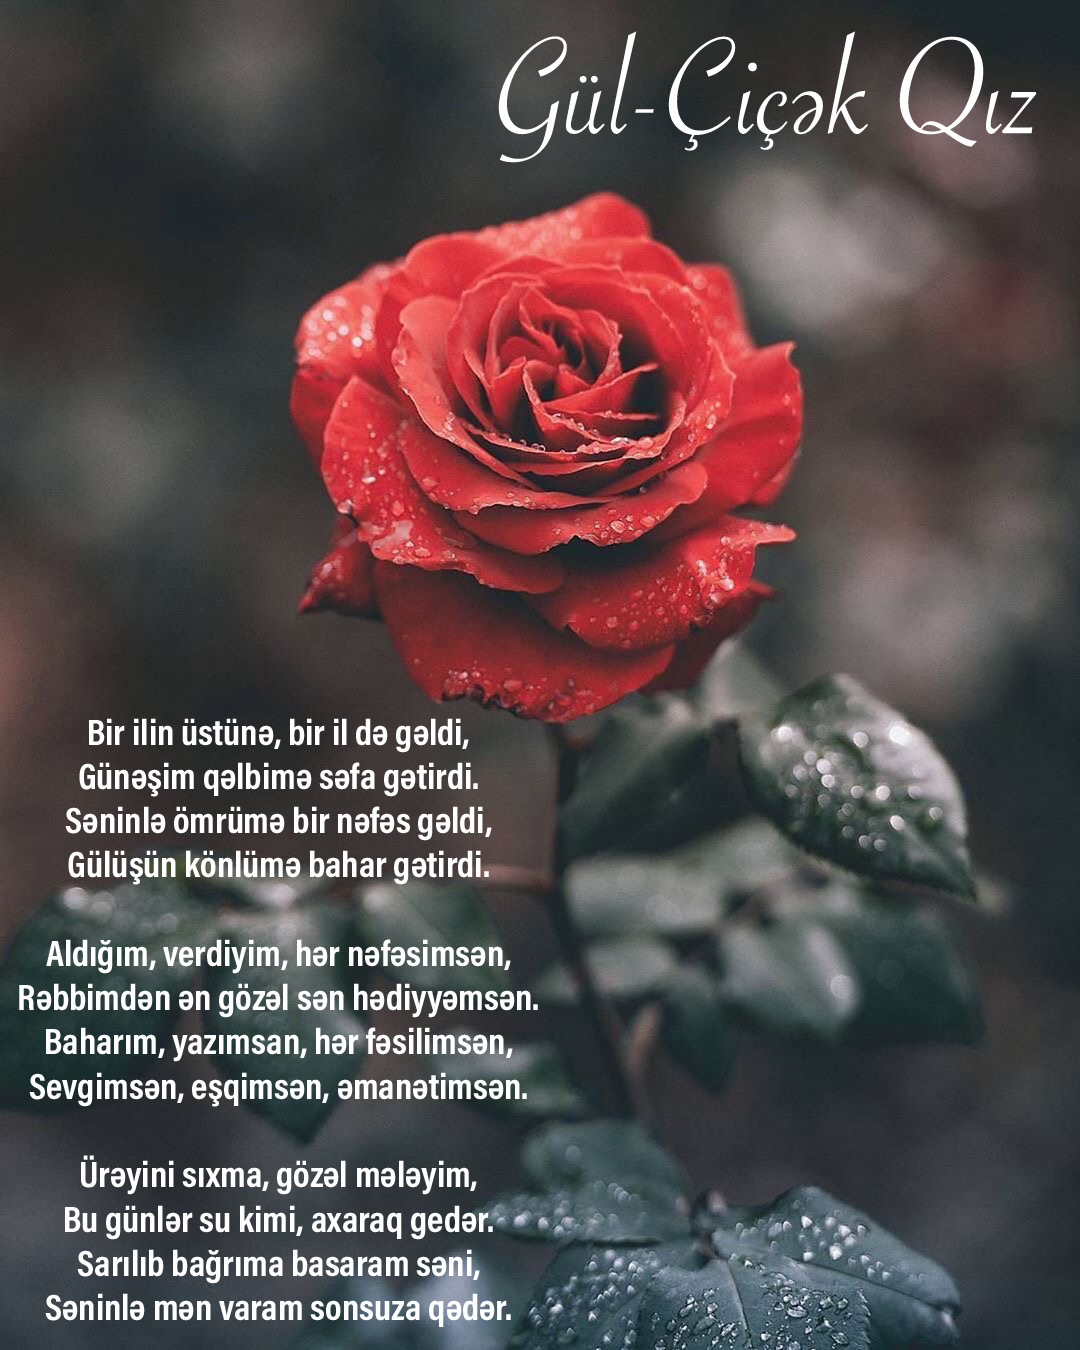 Gül-Çiçək Qız
Bir ilin üstünə, bir il də gəldi,
Günəşim qəlbimə səfa gətirdi.
Səninlə ömrümə bir nəfəs gəldi,
Gülüşün könlümə bahar gətirdi.
Aldığım, verdiyim, hər nəfəsimsən,
Rəbbimdən ən gözəl sən hədiyyəmsən.
Baharım, yazımsan, hər fəsilimsən,
Sevgimsən, eşqimsən, əmanətimsən.
Ürəyini sıxma, gözəl mələyim,
Bu günlər su kimi, axaraq gedər.
Sarılıb bağrıma basaram səni,
Səninlə mən varam sonsuza qədər.